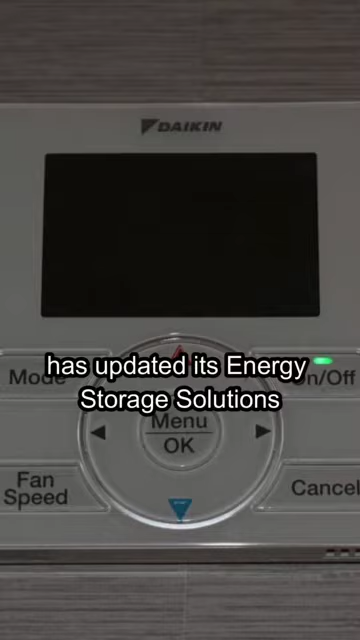 DAIKIN
has updated its Energy
Storage Solutions
Mode
On/Off
Menu
OK
Fan
Speed
Cancel